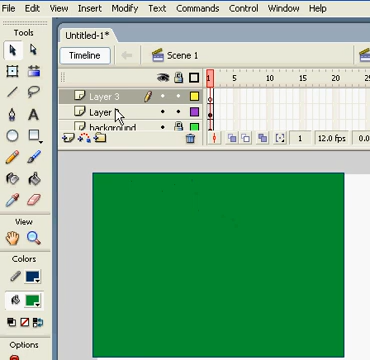 File Edit View Insert Modify Text Commands Control Window Help
Tools
Untitled-1*
Timeline Scene 1
1 5 10 15 20 25
Layer 3
Layer
background
1 12.0 fps 0.0
View
Colors
Options